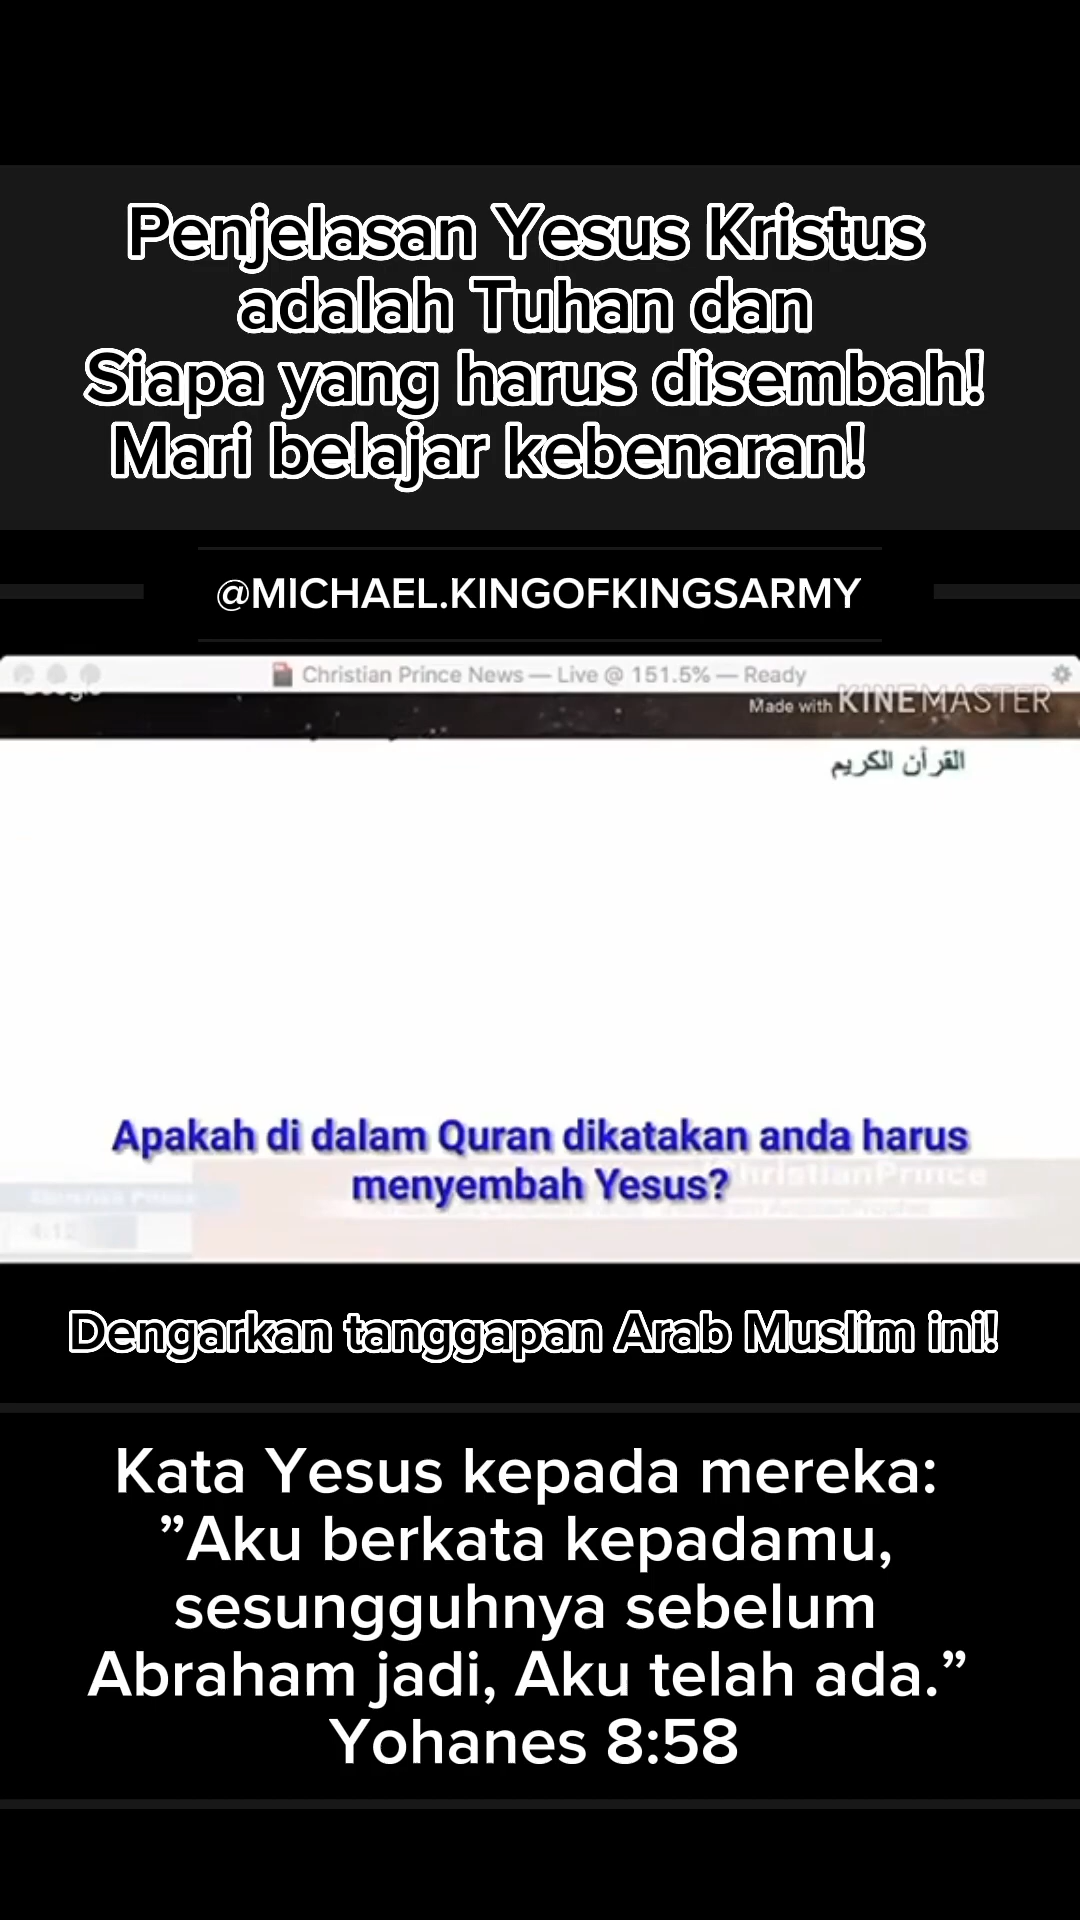 Penjelasan Yesus Kristus
adalah Tuhan dan
Siapa yang harus disembah!
Mari belajar kebenaran!
@MICHAEL.KINGOFKINGSARMY
Christian Prince News — Live @ 151.5% — Ready
Made with KINEMASTER
القرآن الكريم
Apakah di dalam Quran dikatakan anda harus
menyembah Yesus?
Dengarkan tanggapan Arab Muslim ini!
Kata Yesus kepada mereka:
”Aku berkata kepadamu,
sesungguhnya sebelum
Abraham jadi, Aku telah ada.”
Yohanes 8:58